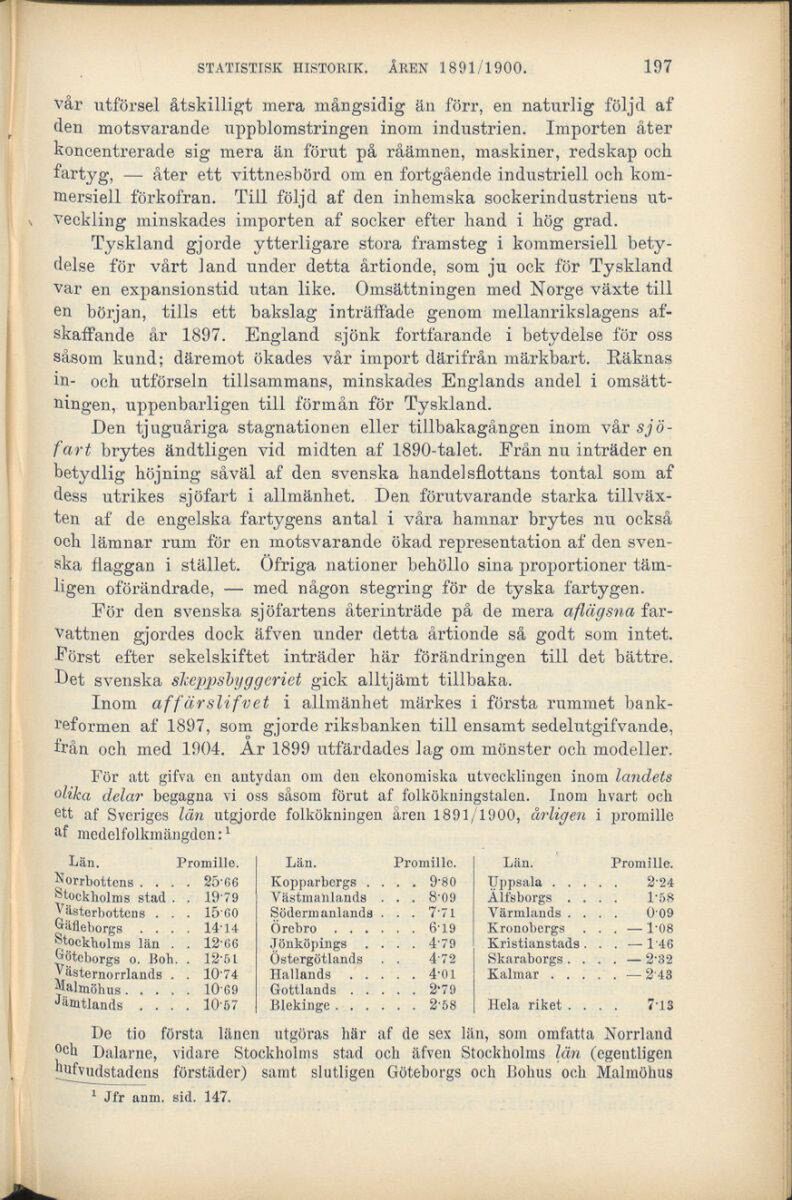 STATISTISK HISTORIK. ÅREN 1891/1900. 197
vår utförsel åtskilligt mera mångsidig än förr, en naturlig följd af
den motsvarande uppblomstringen inom industrien. Importen åter
koncentrerade sig mera än förut på råämnen, maskiner, redskap och
fartyg, — åter ett vittnesbörd om en fortgående industriell och kom-
mersiell förkofran. Till följd af den inhemska sockerindustriens ut-
veckling minskades importen af socker efter hand i hög grad.
Tyskland gjorde ytterligare stora framsteg i kommersiell bety-
delse för vårt land under detta årtionde, som ju ock för Tyskland
var en expansionstid utan like. Omsättningen med Norge växte till
en början, tills ett bakslag inträffade genom mellanrikslagens af-
skaffande år 1897. England sjönk fortfarande i betydelse för oss
såsom kund; däremot ökades vår import därifrån märkbart. Räknas
in- och utförseln tillsammans, minskades Englands andel i omsätt-
ningen, uppenbarligen till förmån för Tyskland.
Den tjuguåriga stagnationen eller tillbakagången inom vår sjö-
fart brytes ändtligen vid midten af 1890-talet. Från nu inträder en
betydlig höjning såväl af den svenska handelsflottans tontal som af
dess utrikes sjöfart i allmänhet. Den förutvarande starka tillväx-
ten af de engelska fartygens antal i våra hamnar brytes nu också
och lämnar rum för en motsvarande ökad representation af den sven-
ska flaggan i stället. Öfriga nationer behöllo sina proportioner täm-
ligen oförändrade, — med någon stegring för de tyska fartygen.
För den svenska sjöfartens återinträde på de mera aflägsna far-
vattnen gjordes dock äfven under detta årtionde så godt som intet.
Först efter sekelskiftet inträder här förändringen till det bättre.
Det svenska skeppsbyggeriet gick alltjämt tillbaka.
Inom affärslifvet i allmänhet märkes i första rummet bank-
reformen af 1897, som gjorde riksbanken till ensamt sedelutgifvande,
från och med 1904. År 1899 utfärdades lag om mönster och modeller.
För att gifva en antydan om den ekonomiska utvecklingen inom landets
olika delar begagna vi oss såsom förut af folkökningstalen. Inom hvart och
ett af Sveriges län utgjorde folkökningen åren 1891/1900, årligen i promille
af medelfolkmängden:¹
Län. Promille.
Norrbottens . . . . 25·66
Stockholms stad . . 19·79
Västerbottens . . . 15·60
Gäfleborgs . . . . 14·14
Stockholms län . . 12·66
Göteborgs o. Boh. . 12·51
Västernorrlands . . 10·74
Malmöhus . . . . . 10·69
Jämtlands . . . . 10·57
Län. Promille.
Kopparbergs . . . . 9·80
Västmanlands . . . 8·09
Södermanlands . . . 7·71
Örebro . . . . . . 6·19
Jönköpings . . . . 4·79
Östergötlands . . 4·72
Hallands . . . . . 4·01
Gottlands . . . . . 2·79
Blekinge . . . . . . 2·58
Län. Promille.
Uppsala . . . . . 2·24
Älfsborgs . . . . 1·58
Värmlands . . . . 0·09
Kronobergs . . . — 1·08
Kristianstads . . . — 1·46
Skaraborgs . . . . — 2·32
Kalmar . . . . . — 2·43
Hela riket . . . . 7·13
De tio första länen utgöras här af de sex län, som omfatta Norrland
och Dalarne, vidare Stockholms stad och äfven Stockholms län (egentligen
hufvudstadens förstäder) samt slutligen Göteborgs och Bohus och Malmöhus
¹ Jfr anm. sid. 147.